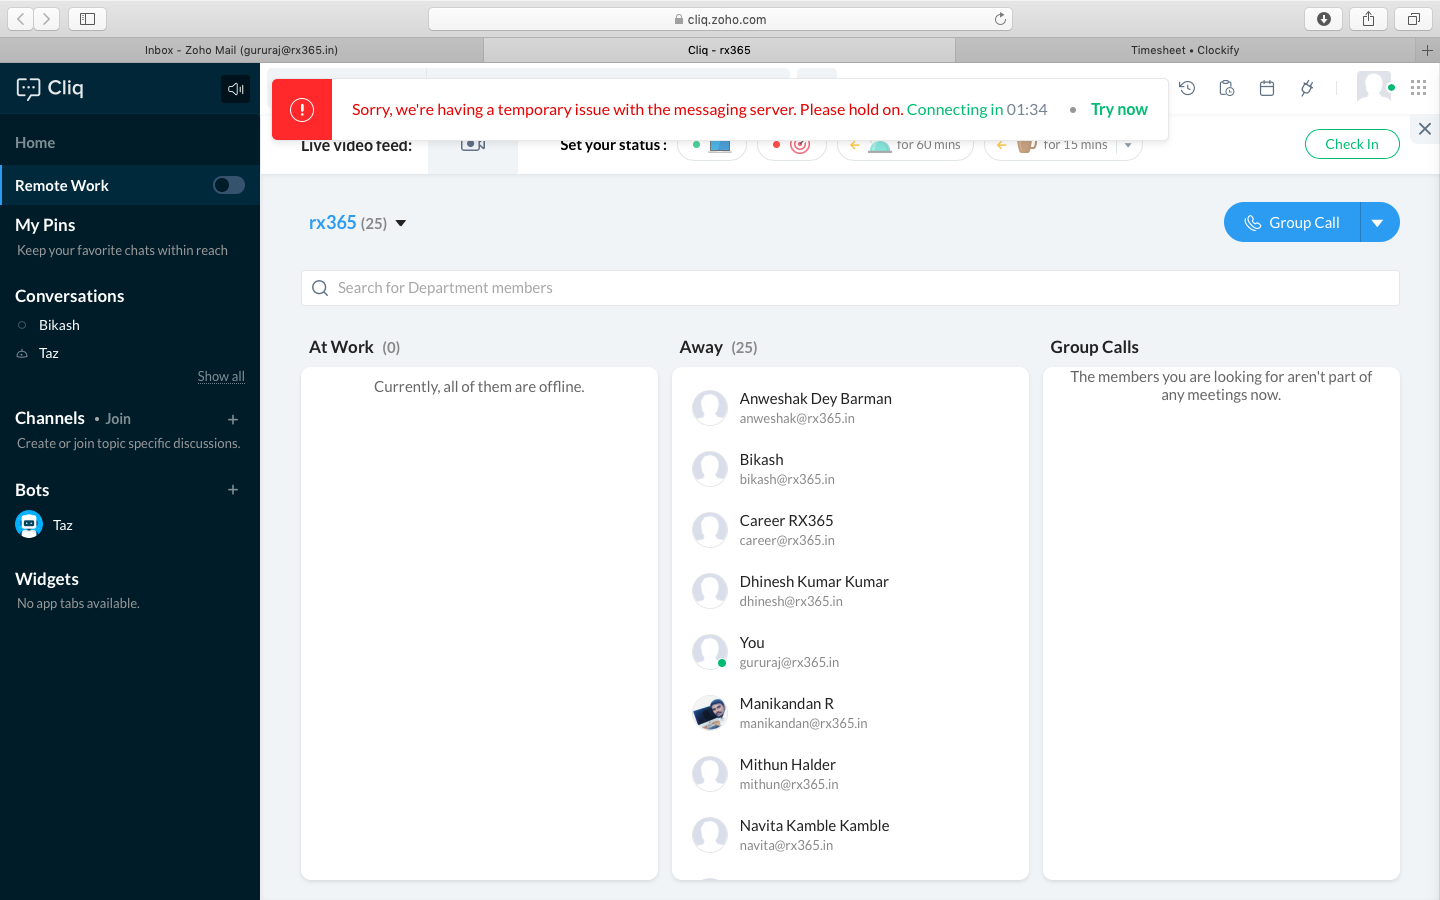 cliq.zoho.com
Inbox - Zoho Mail (gururaj@rx365.in)
Cliq - rx365
Timesheet • Clockify
Cliq
Sorry, we're having a temporary issue with the messaging server. Please hold on. Connecting in 01:34 • Try now
Home
Live video feed:
Set your status :
for 60 mins
for 15 mins
Check In
Remote Work
My Pins
Keep your favorite chats within reach
Conversations
Bikash
Taz
Show all
Channels • Join
Create or join topic specific discussions.
Bots
Taz
Widgets
No app tabs available.
rx365 (25)
Group Call
Search for Department members
At Work (0)
Currently, all of them are offline.
Away (25)
Anweshak Dey Barman
anweshak@rx365.in
Bikash
bikash@rx365.in
Career RX365
career@rx365.in
Dhinesh Kumar Kumar
dhinesh@rx365.in
You
gururaj@rx365.in
Manikandan R
manikandan@rx365.in
Mithun Halder
mithun@rx365.in
Navita Kamble Kamble
navita@rx365.in
Group Calls
The members you are looking for aren't part of
any meetings now.